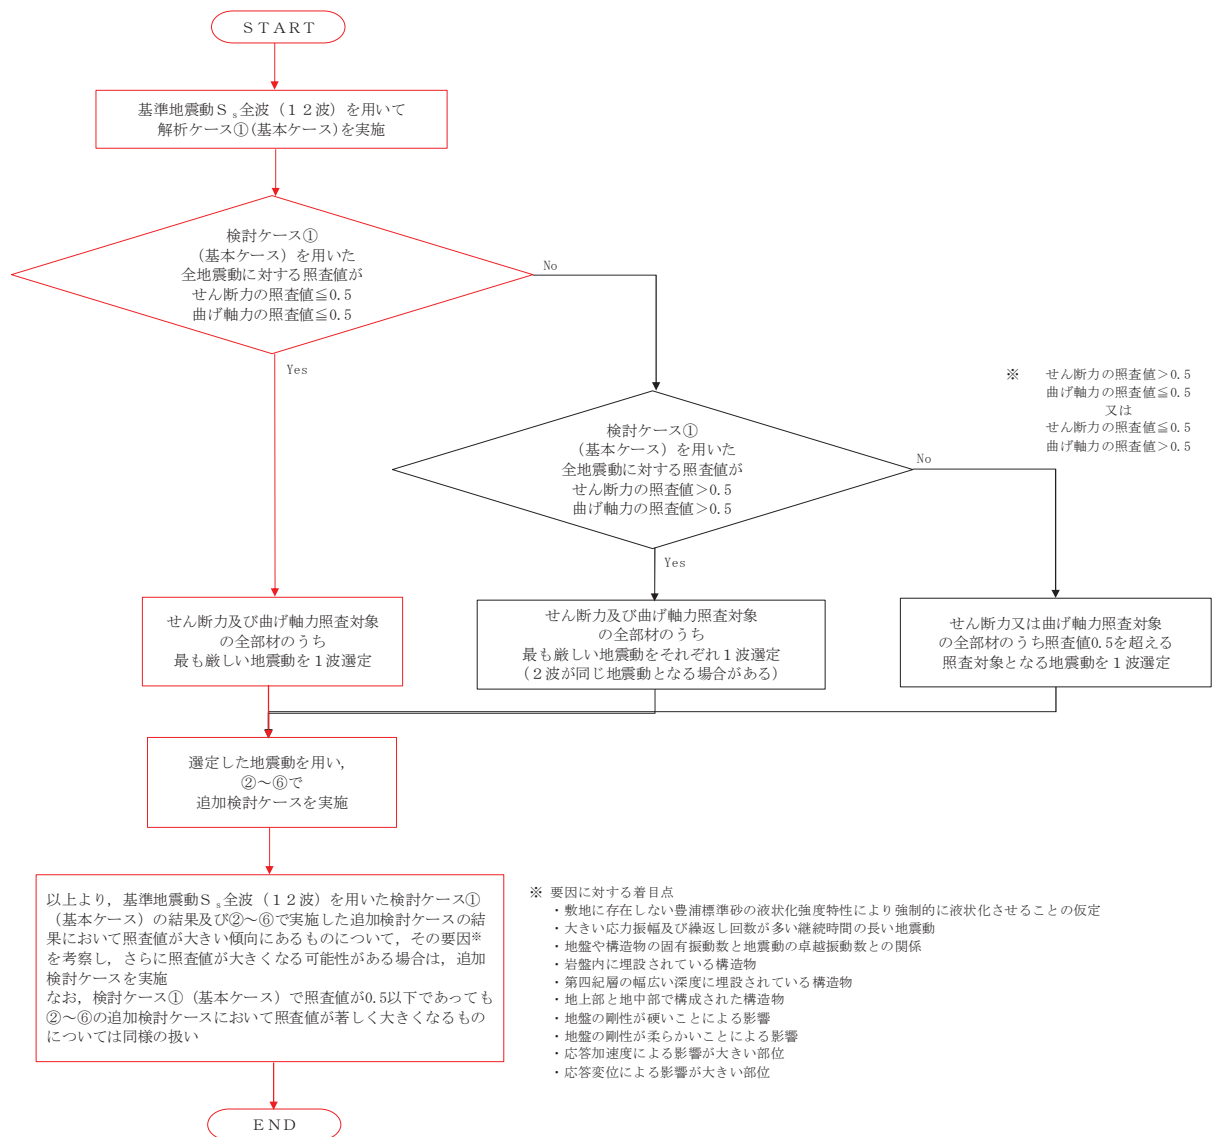 ＳＴＡＲＴ
基準地震動Ｓｓ全波（１２波）を用いて
解析ケース①(基本ケース)を実施
検討ケース①
（基本ケース）を用いた
全地震動に対する照査値が
せん断力の照査値≦0.5
曲げ軸力の照査値≦0.5
No
Yes
※　せん断力の照査値＞0.5
曲げ軸力の照査値≦0.5
又は
せん断力の照査値≦0.5
曲げ軸力の照査値＞0.5
検討ケース①
（基本ケース）を用いた
全地震動に対する照査値が
せん断力の照査値＞0.5
曲げ軸力の照査値＞0.5
No
Yes
せん断力及び曲げ軸力照査対象
の全部材のうち
最も厳しい地震動を１波選定
せん断力及び曲げ軸力照査対象
の全部材のうち
最も厳しい地震動をそれぞれ１波選定
（２波が同じ地震動となる場合がある）
せん断力又は曲げ軸力照査対象
の全部材のうち照査値0.5を超える
照査対象となる地震動を１波選定
選定した地震動を用い，
②～⑥で
追加検討ケースを実施
以上より，基準地震動Ｓｓ全波（１２波）を用いた検討ケース①
（基本ケース）の結果及び②～⑥で実施した追加検討ケースの結
果において照査値が大きい傾向にあるものについて，その要因※
を考察し，さらに照査値が大きくなる可能性がある場合は，追加
検討ケースを実施
なお，検討ケース①（基本ケース）で照査値が0.5以下であっても
②～⑥の追加検討ケースにおいて照査値が著しく大きくなるもの
については同様の扱い
※ 要因に対する着目点
・敷地に存在しない豊浦標準砂の液状化強度特性により強制的に液状化させることの仮定
・大きい応力振幅及び繰返し回数が多い継続時間の長い地震動
・地盤や構造物の固有振動数と地震動の卓越振動数との関係
・岩盤内に埋設されている構造物
・第四紀層の幅広い深度に埋設されている構造物
・地上部と地中部で構成された構造物
・地盤の剛性が硬いことによる影響
・地盤の剛性が柔らかいことによる影響
・応答加速度による影響が大きい部位
・応答変位による影響が大きい部位
ＥＮＤ